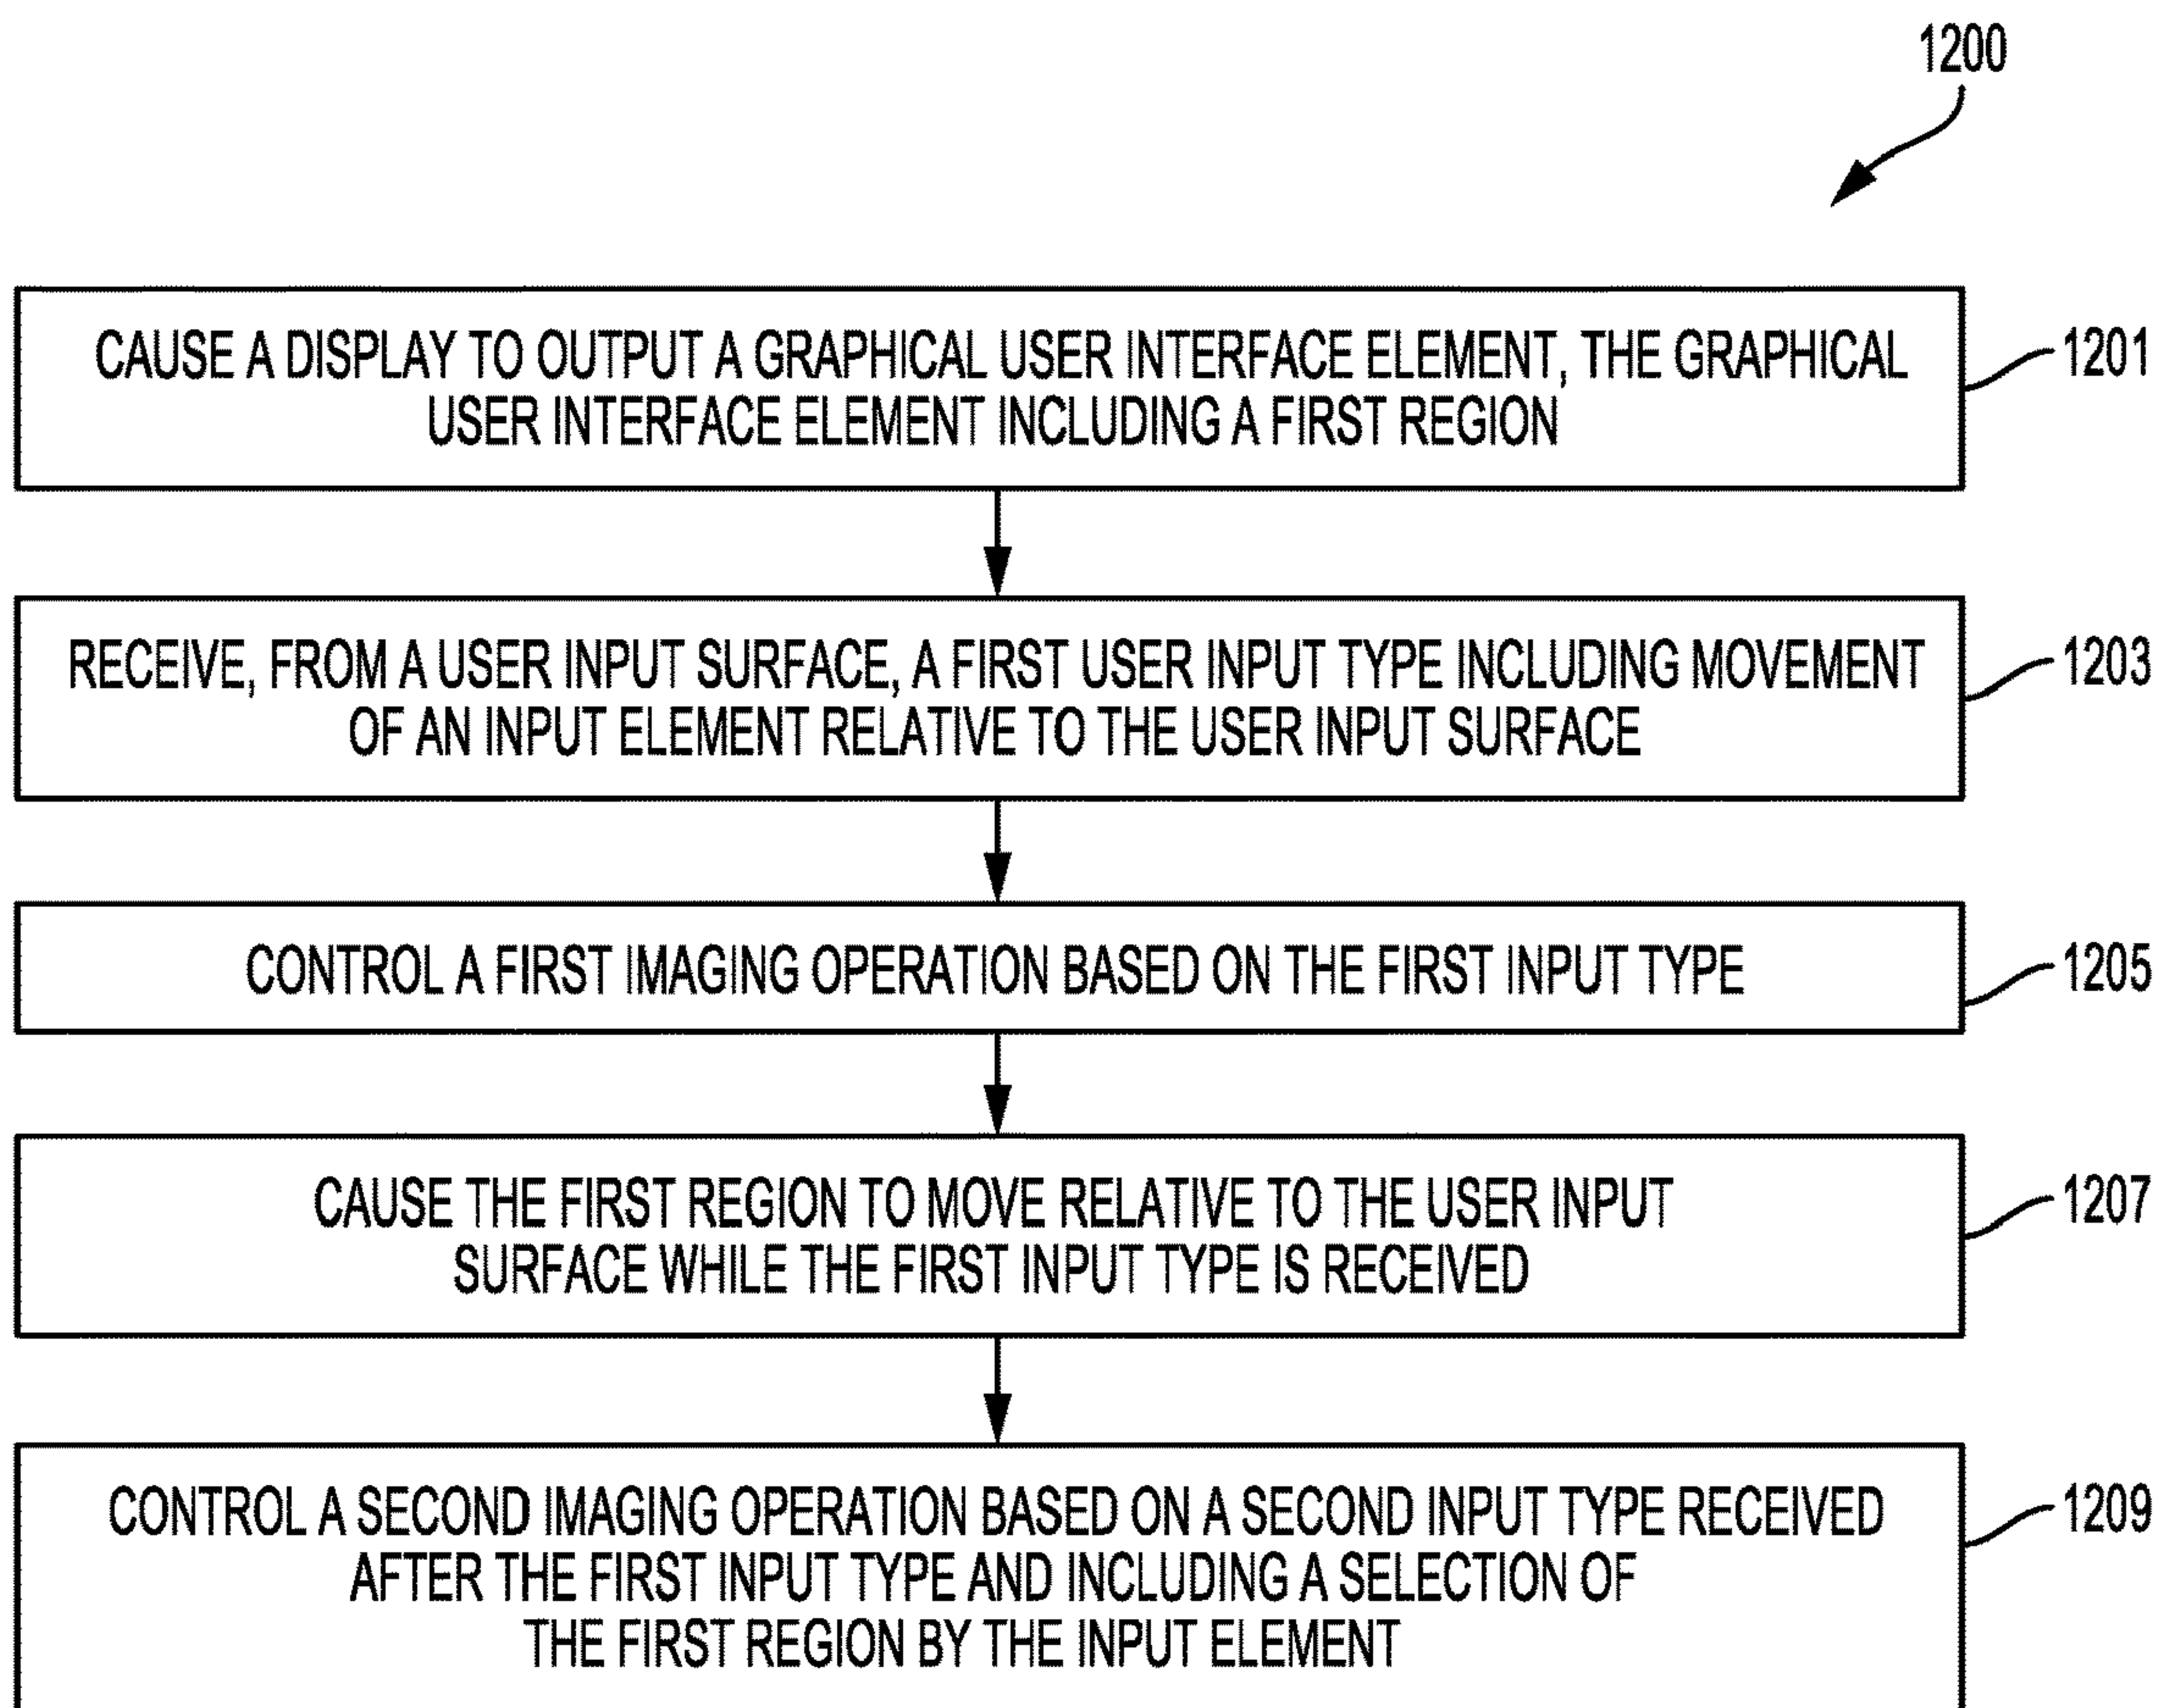 1200
CAUSE A DISPLAY TO OUTPUT A GRAPHICAL USER INTERFACE ELEMENT, THE GRAPHICAL
USER INTERFACE ELEMENT INCLUDING A FIRST REGION
1201
RECEIVE, FROM A USER INPUT SURFACE, A FIRST USER INPUT TYPE INCLUDING MOVEMENT
OF AN INPUT ELEMENT RELATIVE TO THE USER INPUT SURFACE
1203
CONTROL A FIRST IMAGING OPERATION BASED ON THE FIRST INPUT TYPE
1205
CAUSE THE FIRST REGION TO MOVE RELATIVE TO THE USER INPUT
SURFACE WHILE THE FIRST INPUT TYPE IS RECEIVED
1207
CONTROL A SECOND IMAGING OPERATION BASED ON A SECOND INPUT TYPE RECEIVED
AFTER THE FIRST INPUT TYPE AND INCLUDING A SELECTION OF
THE FIRST REGION BY THE INPUT ELEMENT
1209